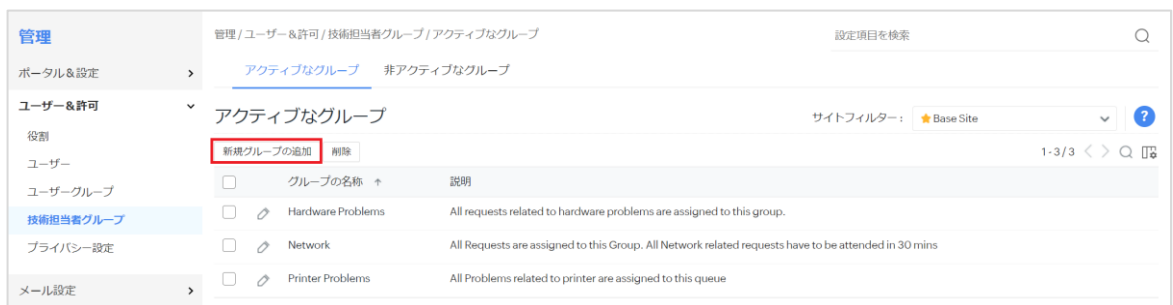 管理
管理 / ユーザー&許可 / 技術担当者グループ / アクティブなグループ
設定項目を検索
ポータル&設定
アクティブなグループ
非アクティブなグループ
ユーザー&許可
役割
ユーザー
ユーザーグループ
技術担当者グループ
プライバシー設定
メール設定
アクティブなグループ
サイトフィルター :
Base Site
?
新規グループの追加
削除
1 - 3 / 3
グループの名称
説明
Hardware Problems
All requests related to hardware problems are assigned to this group.
Network
All Requests are assigned to this Group. All Network related requests have to be attended in 30 mins
Printer Problems
All Problems related to printer are assigned to this queue